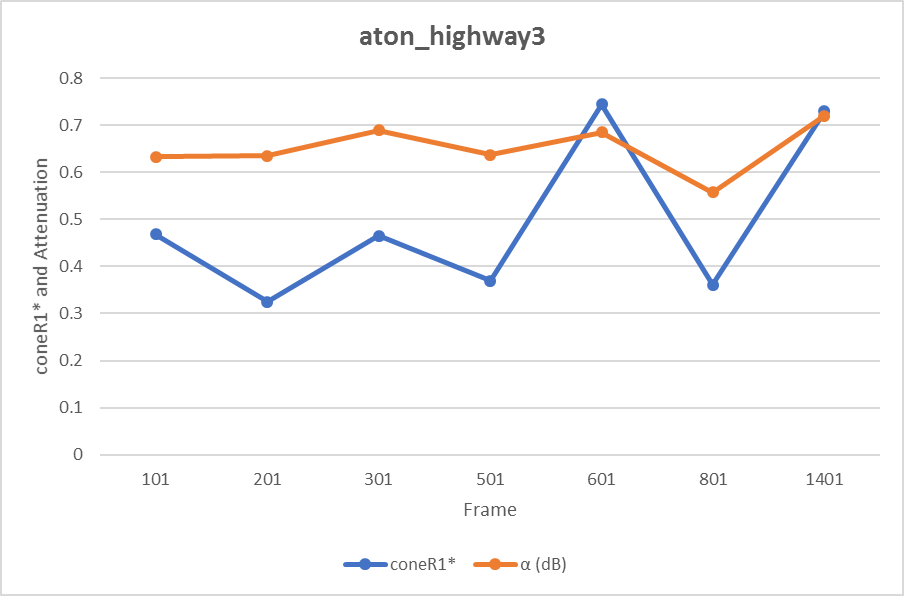 aton_highway3
coneR1* and Attenuation
0.8
0.7
0.6
0.5
0.4
0.3
0.2
0.1
0
101 201 301 501 601 801 1401
Frame
coneR1* α (dB)